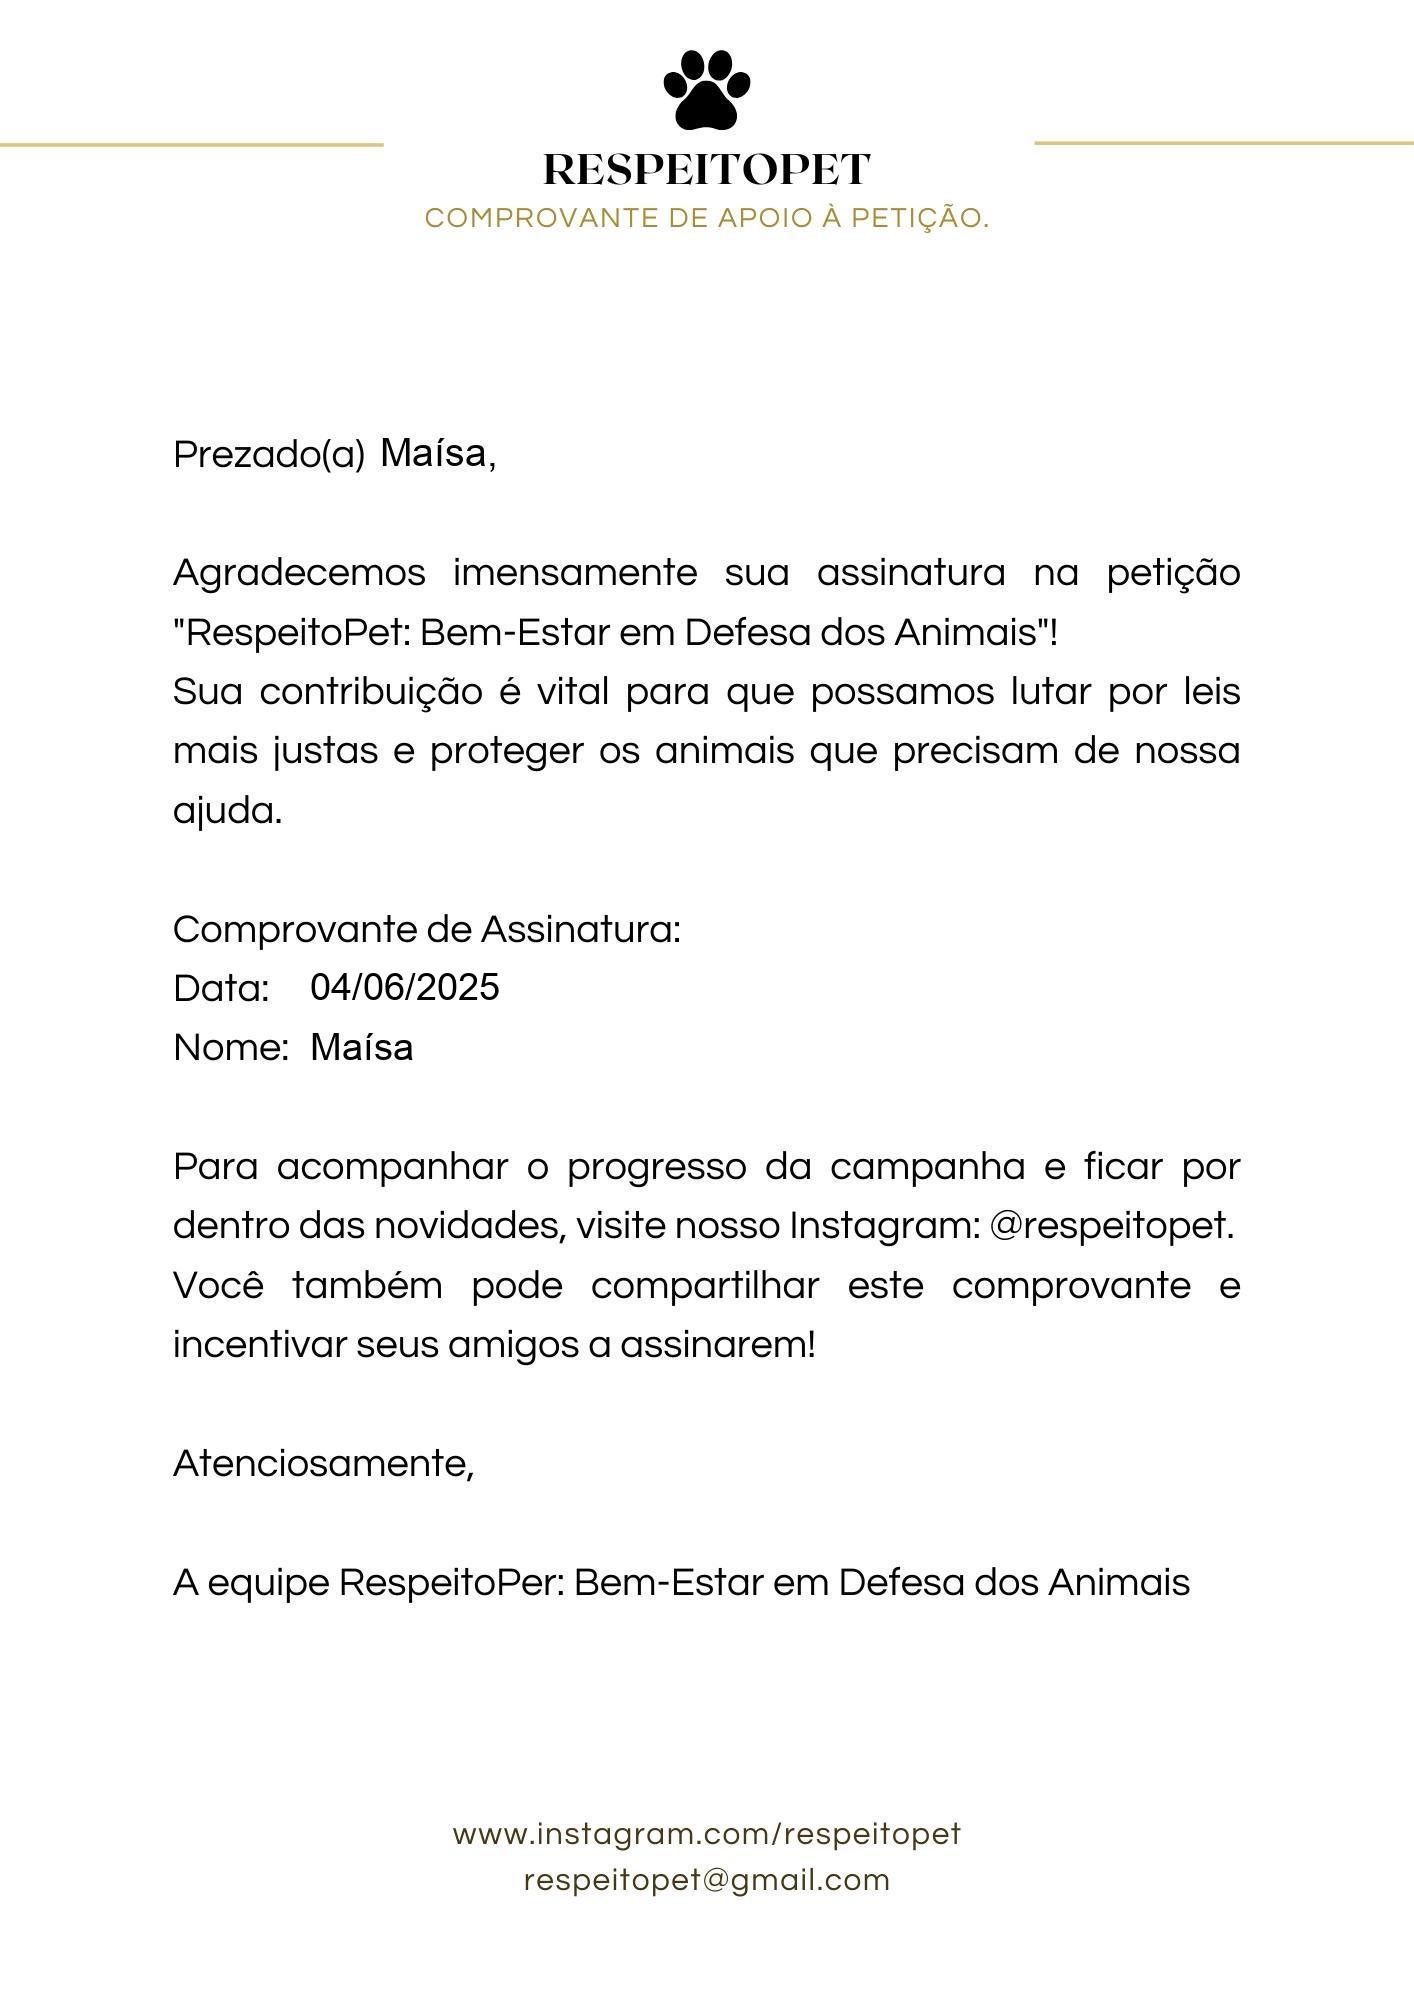 RESPEITOPET
COMPROVANTE DE APOIO À PETIÇÃO.
Prezado(a) Maísa,
Agradecemos imensamente sua assinatura na petição
"RespeitoPet: Bem-Estar em Defesa dos Animais"!
Sua contribuição é vital para que possamos lutar por leis
mais justas e proteger os animais que precisam de nossa
ajuda.
Comprovante de Assinatura:
Data: 04/06/2025
Nome: Maísa
Para acompanhar o progresso da campanha e ficar por
dentro das novidades, visite nosso Instagram: @respeitopet.
Você também pode compartilhar este comprovante e
incentivar seus amigos a assinarem!
Atenciosamente,
A equipe RespeitoPer: Bem-Estar em Defesa dos Animais
www.instagram.com/respeitopet
respeitopet@gmail.com